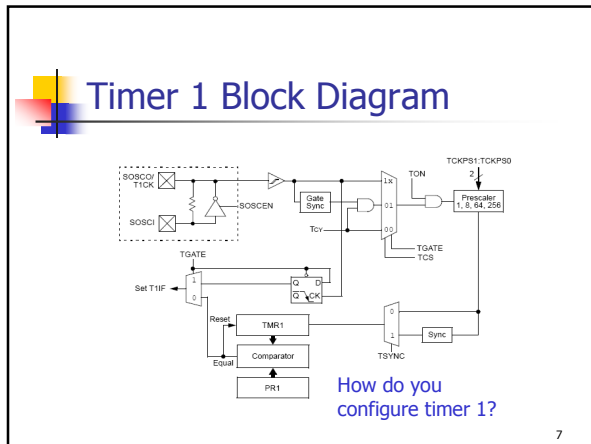 Timer 1 Block Diagram
TCKPS1:TCKPS0
2
SOSCO/
T1CK
TON
1x
Prescaler
1, 8, 64, 256
Gate
Sync
01
SOSCEN
SOSCI
TCY
00
TGATE
TCS
TGATE
1
Q D
Q CK
Set T1IF
0
0
Reset
TMR1
1
Sync
Equal
Comparator
TSYNC
PR1
How do you
configure timer 1?
7